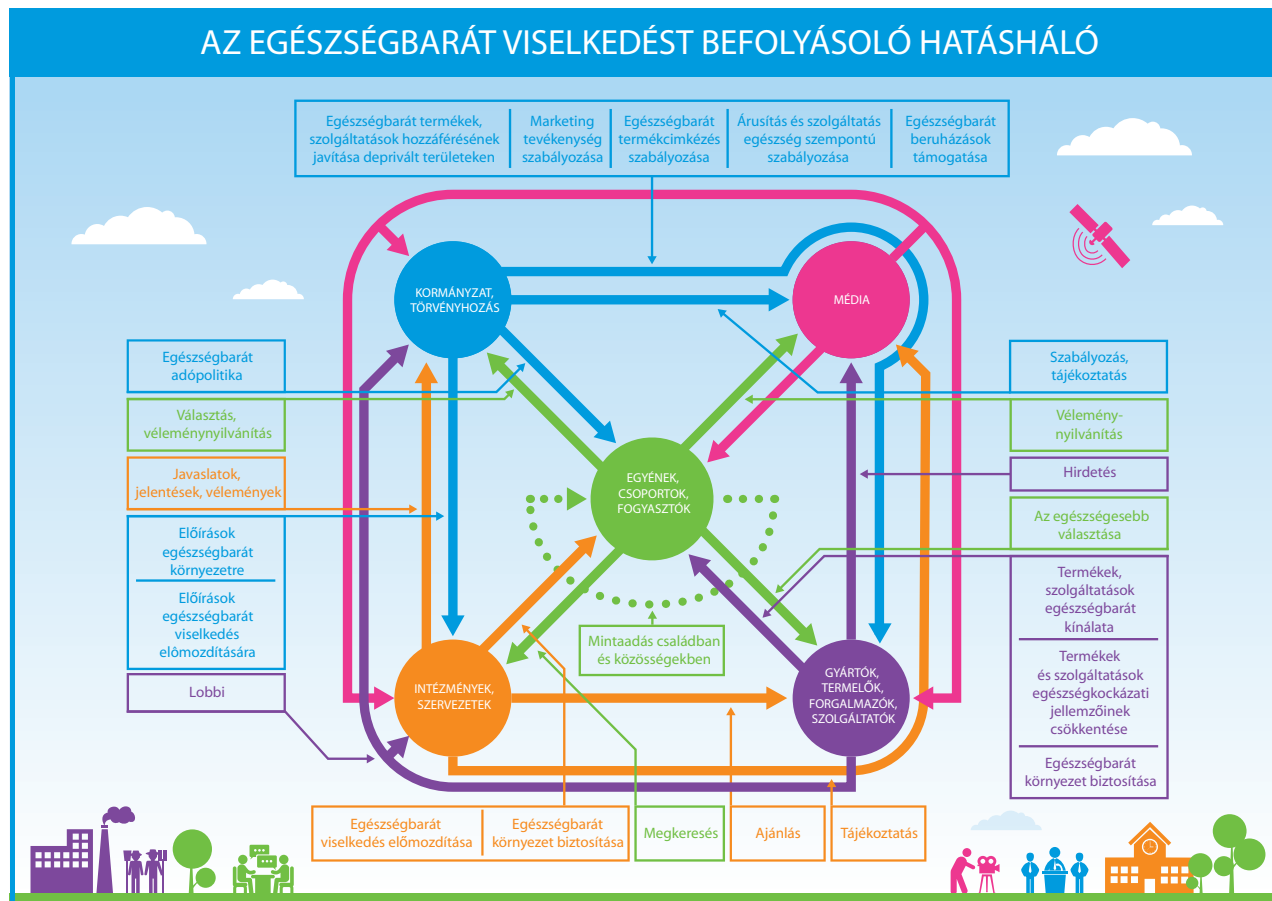 AZ EGÉSZSÉGBARÁT VISELKEDÉST BEFOLYÁSOLÓ HATÁSHÁLÓ
Egészségbarát termékek,
szolgáltatások hozzáférésének
javítása deprivált területeken
Marketing
tevékenység
szabályozása
Egészségbarát
termékcimkézés
szabályozása
Árusítás és szolgáltatás
egészség szempontú
szabályozása
Egészségbarát
beruházások
támogatása
KORMÁNYZAT,
TÖRVÉNYHOZÁS
MÉDIA
Egészségbarát
adópolitika
Választás,
véleménynyilvánítás
Javaslatok,
jelentések, vélemények
Előírások
egészségbarát
környezetre
Előírások
egészségbarát
viselkedés
elômozdítására
Lobbi
EGYÉNEK,
CSOPORTOK,
FOGYASZTÓK
Szabályozás,
tájékoztatás
Vélemény-
nyilvánítás
Hirdetés
Az egészségesebb
választása
Termékek,
szolgáltatások
egészségbarát
kínálata
Termékek
és szolgáltatások
egészségkockázati
jellemzőinek
csökkentése
Egészségbarát
környezet biztosítása
Mintaadás családban
és közösségekben
INTÉZMÉNYEK,
SZERVEZETEK
GYÁRTÓK,
TERMELŐK,
FORGALMAZÓK,
SZOLGÁLTATÓK
Egészségbarát
viselkedés előmozdítása
Egészségbarát
környezet biztosítása
Megkeresés
Ajánlás
Tájékoztatás